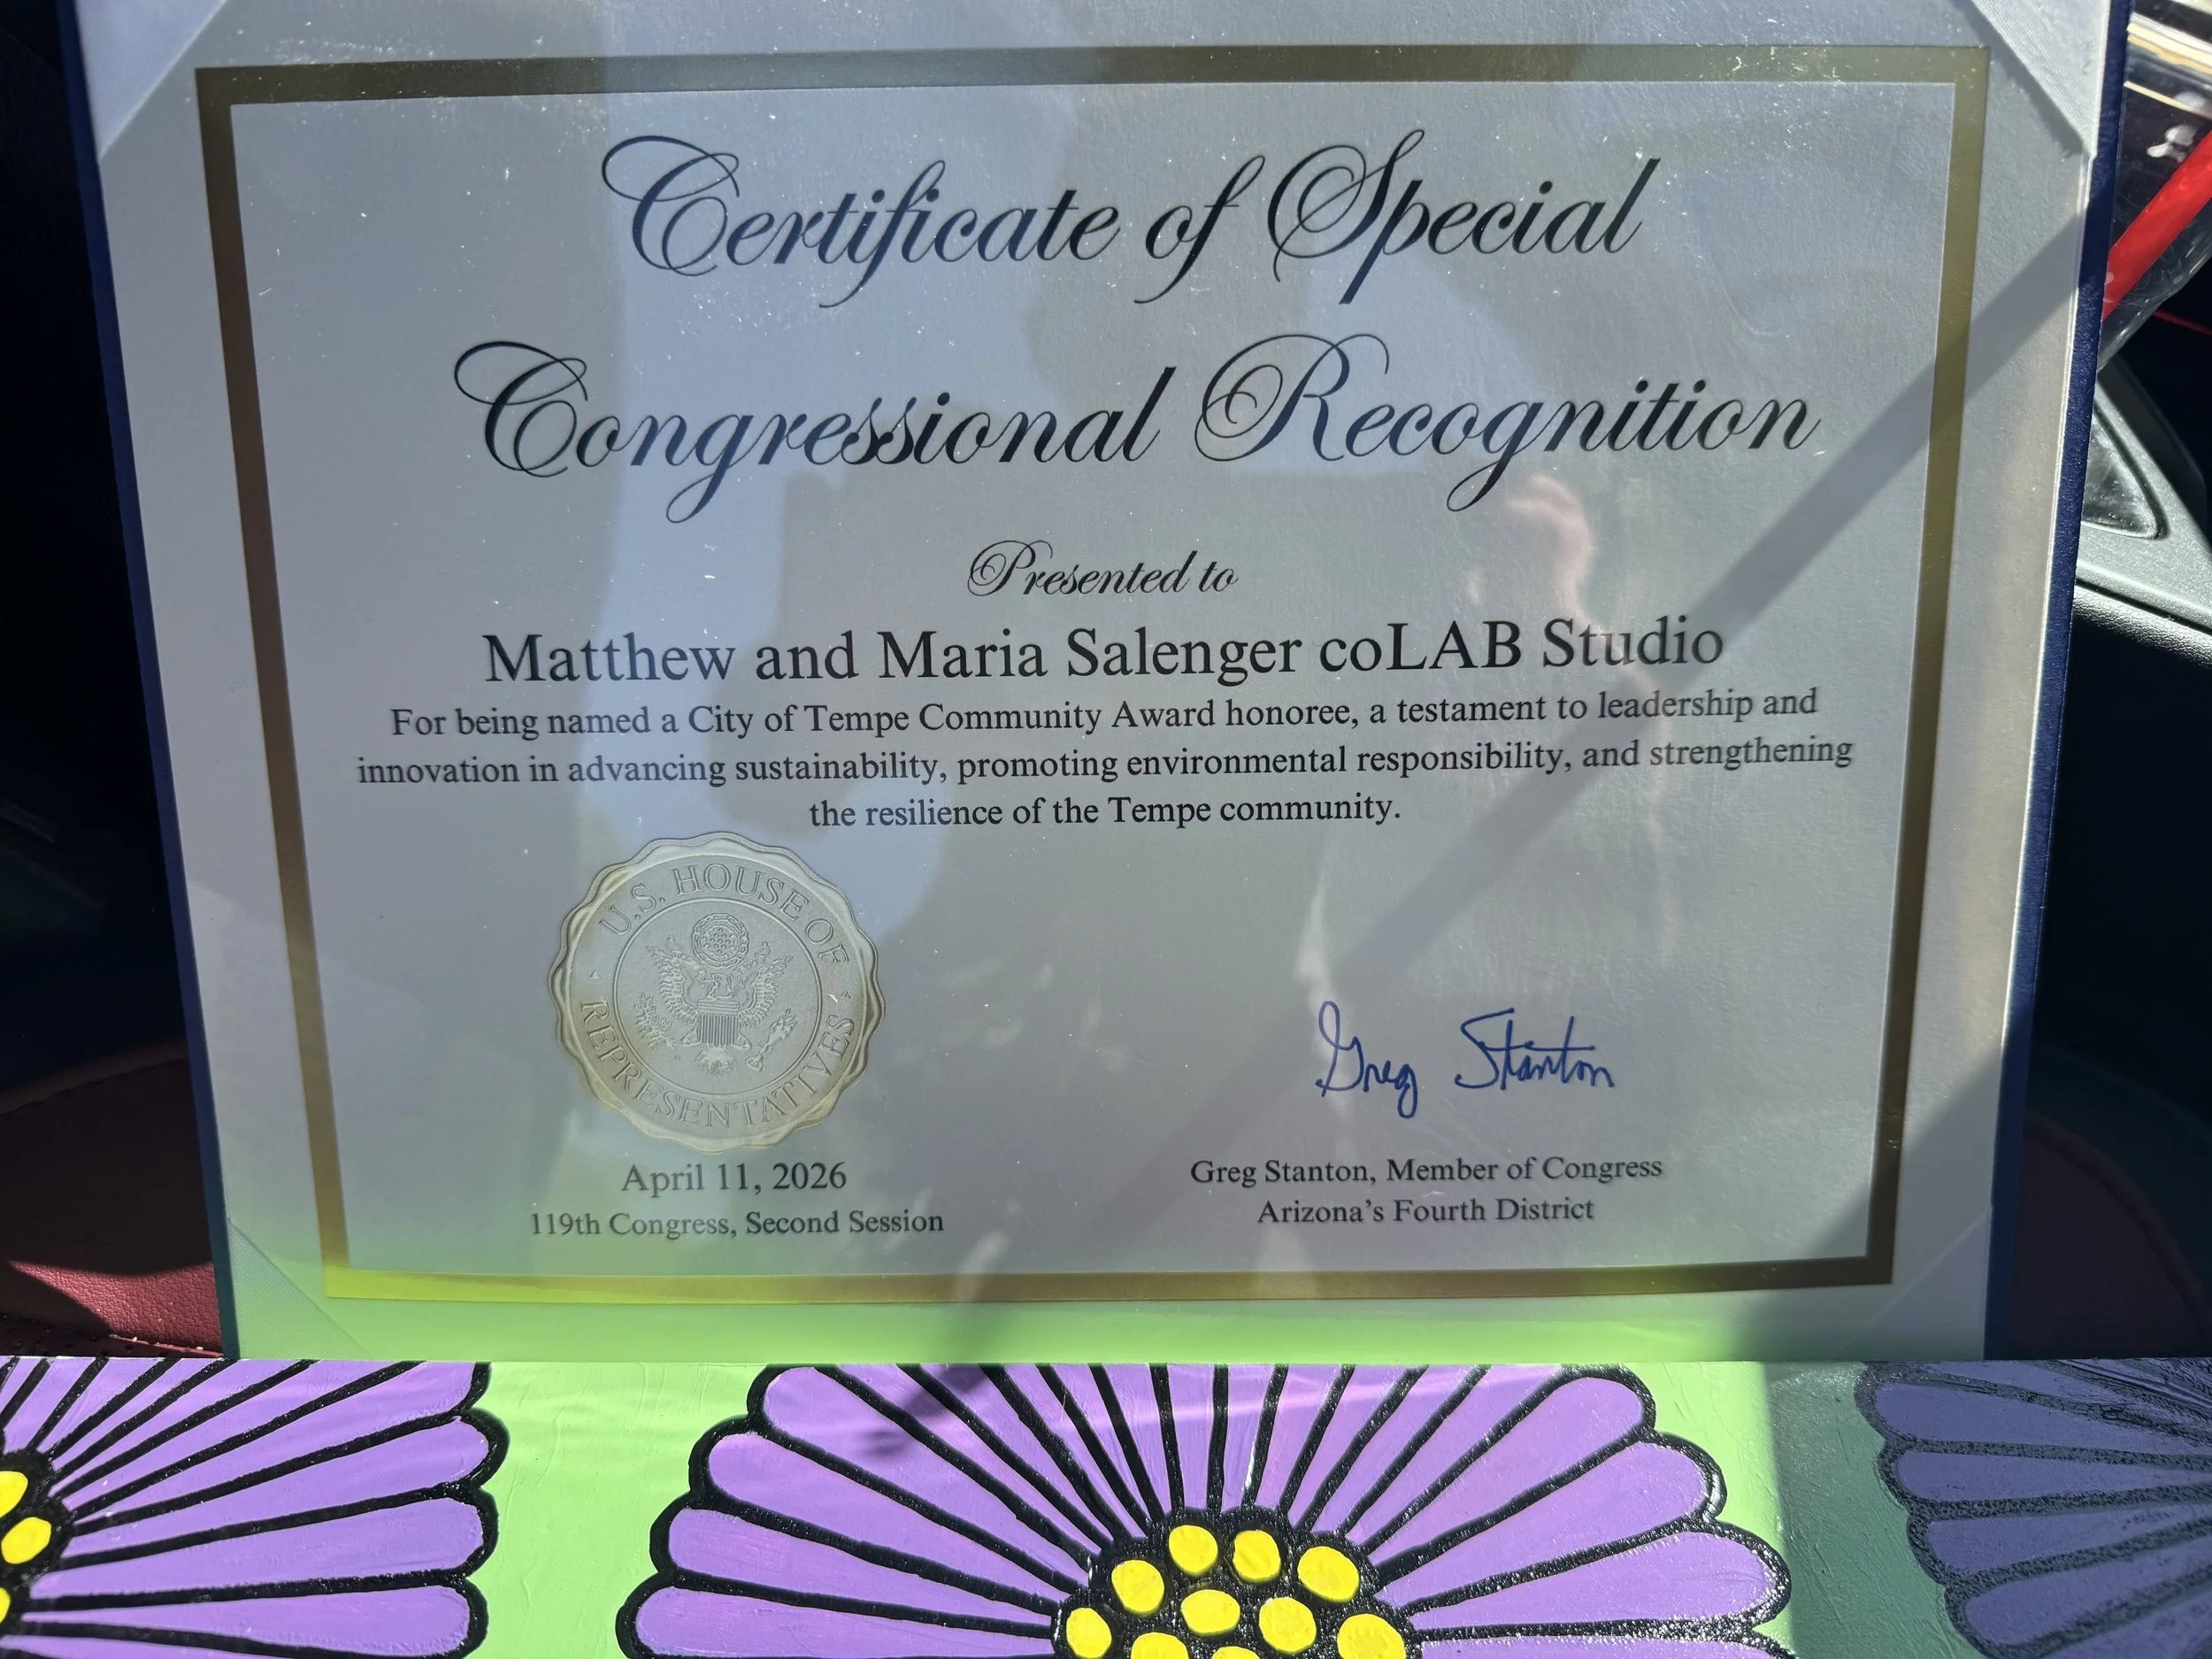 Certificate of Special
Congressional Recognition
Presented to
Matthew and Maria Salenger coLAB Studio
For being named a City of Tempe Community Award honoree, a testament to leadership and
innovation in advancing sustainability, promoting environmental responsibility, and strengthening
the resilience of the Tempe community.
U.S. HOUSE OF
REPRESENTATIVES
Greg Stanton
April 11, 2026
119th Congress, Second Session
Greg Stanton, Member of Congress
Arizona's Fourth District